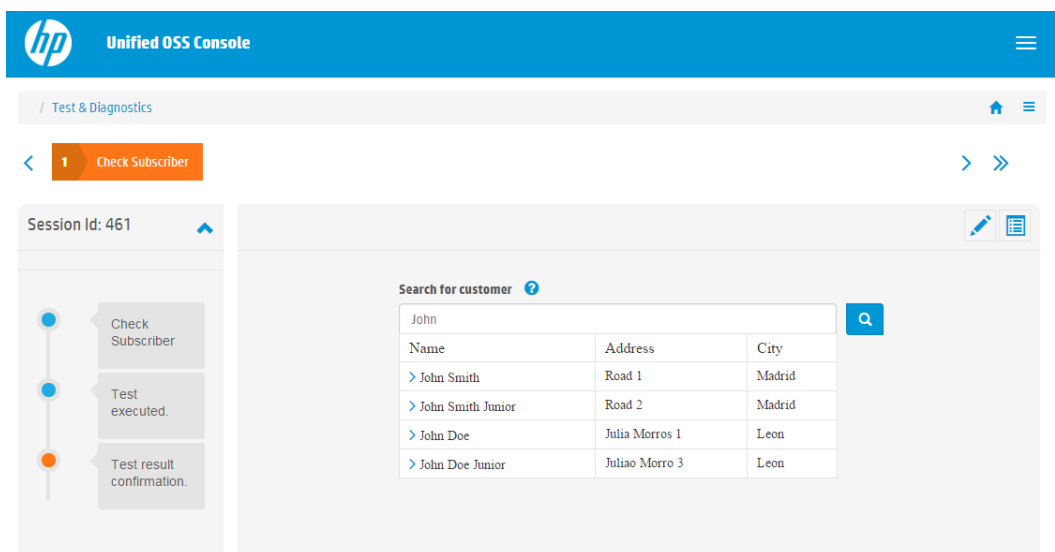 hp
Unified OSS Console
/ Test & Diagnostics
1 Check Subscriber
Session Id: 461
Check
Subscriber
Test
executed.
Test result
confirmation.
Search for customer ?
John
Name Address City
John Smith Road 1 Madrid
John Smith Junior Road 2 Madrid
John Doe Julia Morros 1 Leon
John Doe Junior Juliao Morro 3 Leon